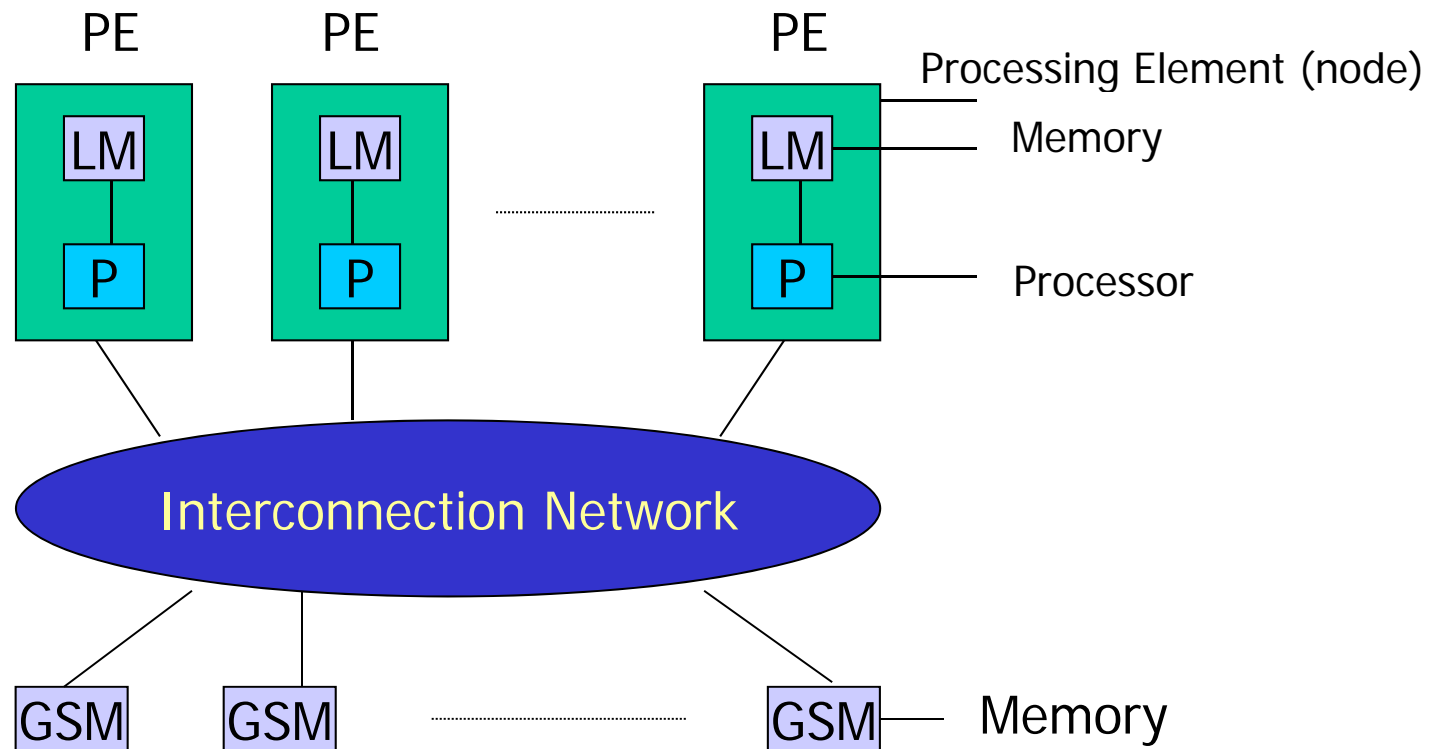 PE PE PE
Processing Element (node)
LM LM LM Memory
P P P Processor
Interconnection Network
GSM GSM GSM Memory